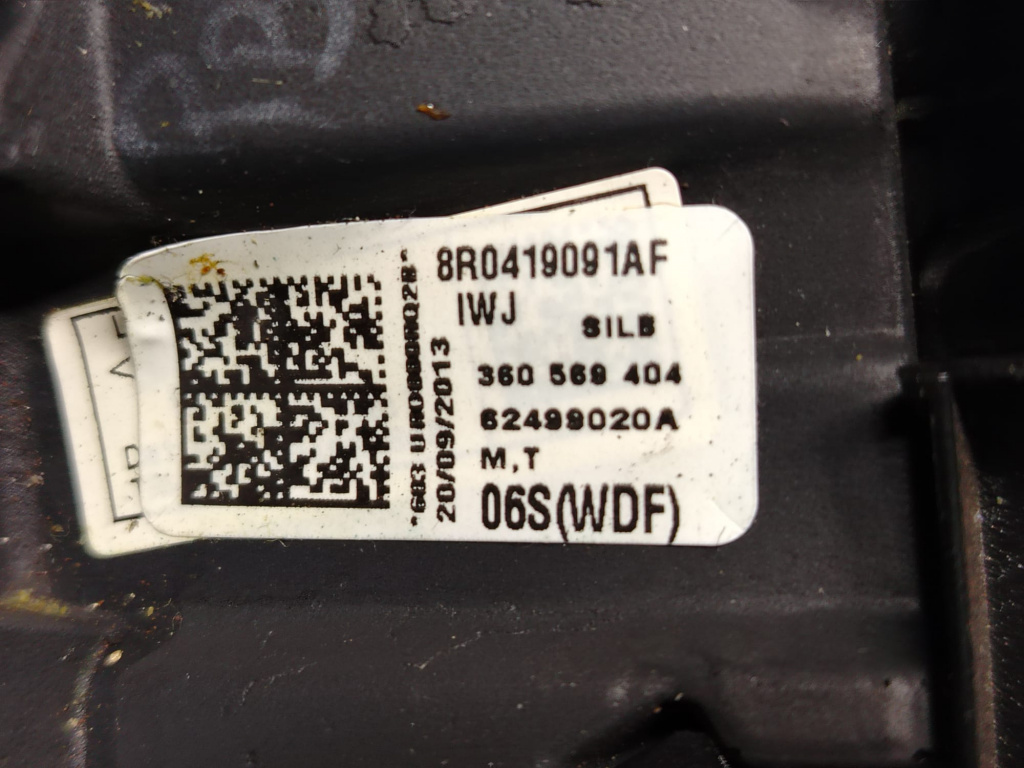 8R0419091AF
IWJ
SILB
360 569 404
62499020A
M,T
06S(WDF)
20/09/2013